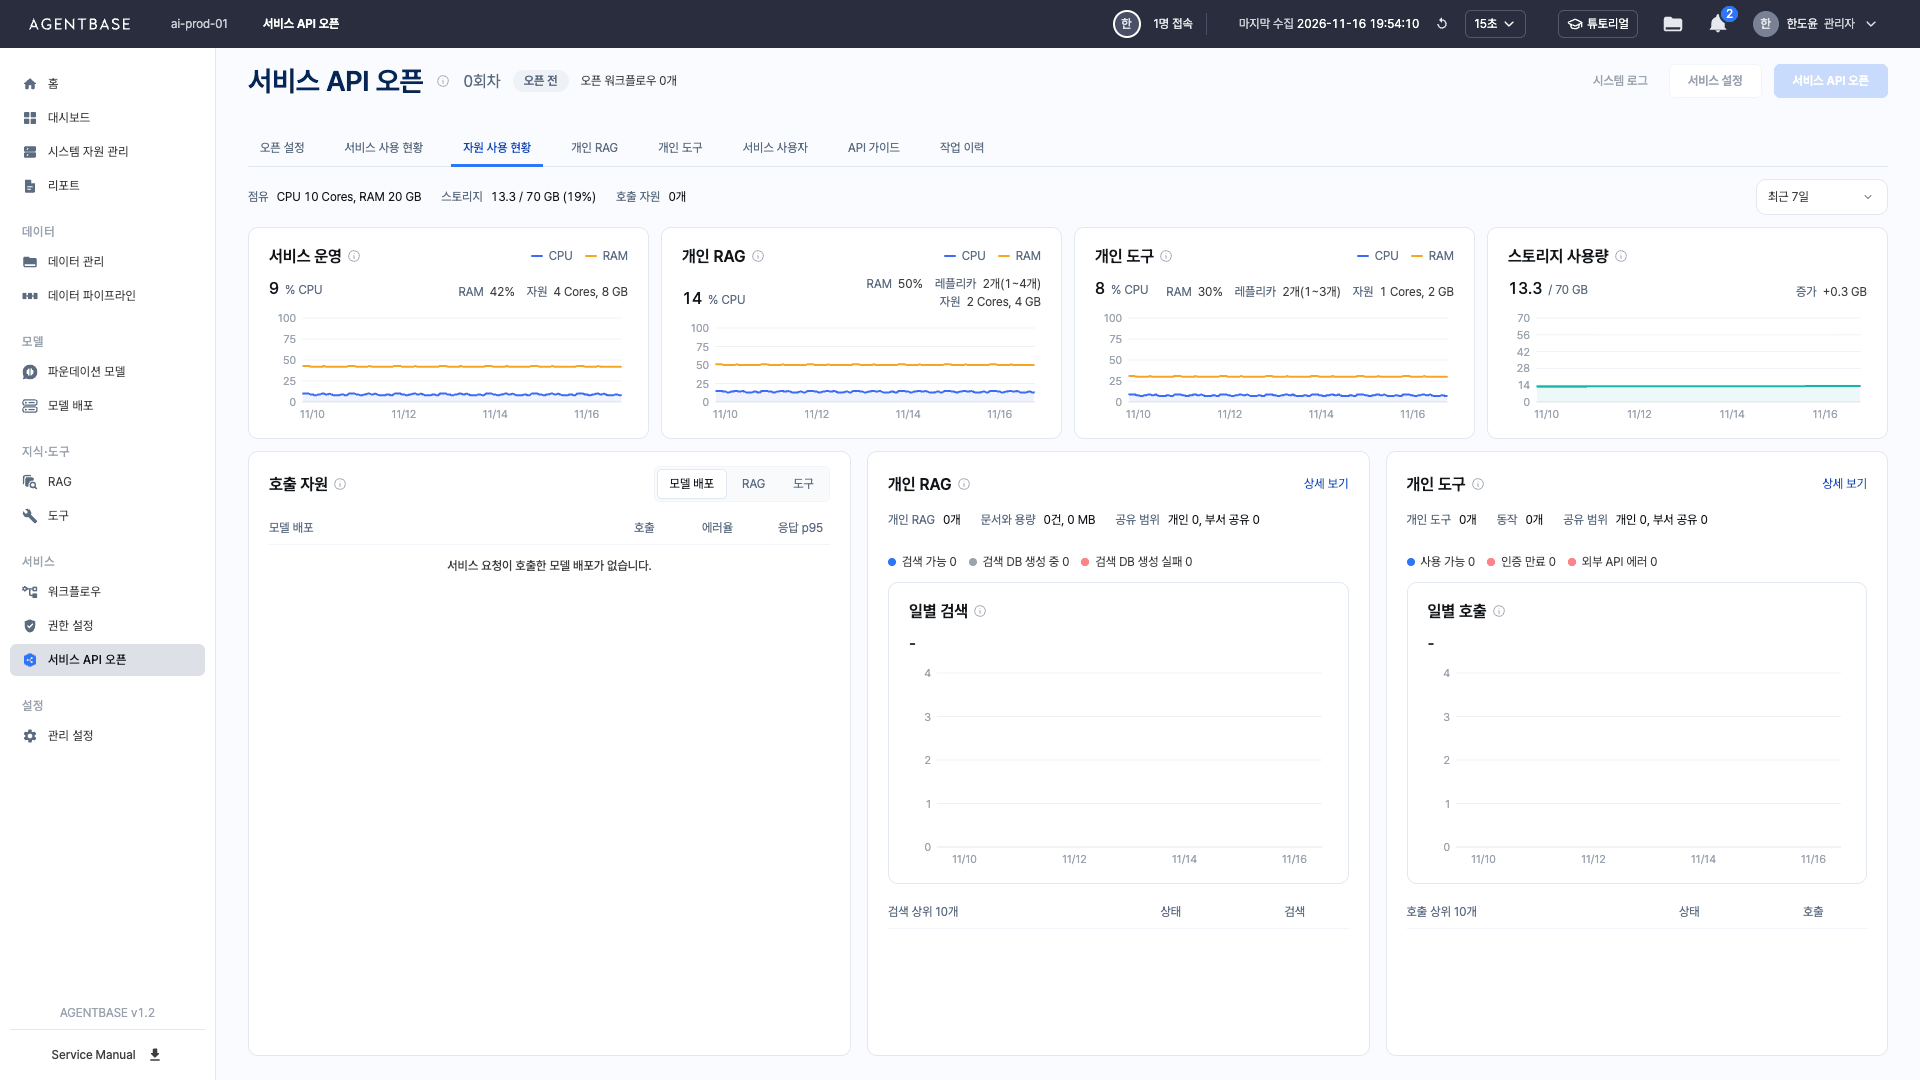 AGENTBASE
ai-prod-01
서비스 API 오픈
한
1명 접속
마지막 수집 2026-11-16 19:54:10
15초
튜토리얼
2
한
한도윤 관리자
홈
대시보드
시스템 자원 관리
리포트
데이터
데이터 관리
데이터 파이프라인
모델
파운데이션 모델
모델 배포
지식·도구
RAG
도구
서비스
워크플로우
권한 설정
서비스 API 오픈
설정
관리 설정
AGENTBASE v1.2
Service Manual
서비스 API 오픈
0회차
오픈 전
오픈 워크플로우 0개
시스템 로그
서비스 설정
서비스 API 오픈
오픈 설정
서비스 사용 현황
자원 사용 현황
개인 RAG
개인 도구
서비스 사용자
API 가이드
작업 이력
점유 CPU 10 Cores, RAM 20 GB
스토리지 13.3 / 70 GB (19%)
호출 자원 0개
최근 7일
서비스 운영
CPU RAM
9 % CPU
RAM 42% 자원 4 Cores, 8 GB
100
75
50
25
0
11/10 11/12 11/14 11/16
개인 RAG
CPU RAM
14 % CPU
RAM 50% 레플리카 2개(1~4개)
자원 2 Cores, 4 GB
100
75
50
25
0
11/10 11/12 11/14 11/16
개인 도구
CPU RAM
8 % CPU
RAM 30% 레플리카 2개(1~3개) 자원 1 Cores, 2 GB
100
75
50
25
0
11/10 11/12 11/14 11/16
스토리지 사용량
13.3 / 70 GB
증가 +0.3 GB
70
56
42
28
14
0
11/10 11/12 11/14 11/16
호출 자원
모델 배포 RAG 도구
모델 배포 호출 에러율 응답 p95
서비스 요청이 호출한 모델 배포가 없습니다.
개인 RAG
상세 보기
개인 RAG 0개 문서와 용량 0건, 0 MB 공유 범위 개인 0, 부서 공유 0
검색 가능 0 검색 DB 생성 중 0 검색 DB 생성 실패 0
일별 검색
-
4
3
2
1
0
11/10 11/12 11/14 11/16
검색 상위 10개 상태 검색
개인 도구
상세 보기
개인 도구 0개 동작 0개 공유 범위 개인 0, 부서 공유 0
사용 가능 0 인증 만료 0 외부 API 에러 0
일별 호출
-
4
3
2
1
0
11/10 11/12 11/14 11/16
호출 상위 10개 상태 호출